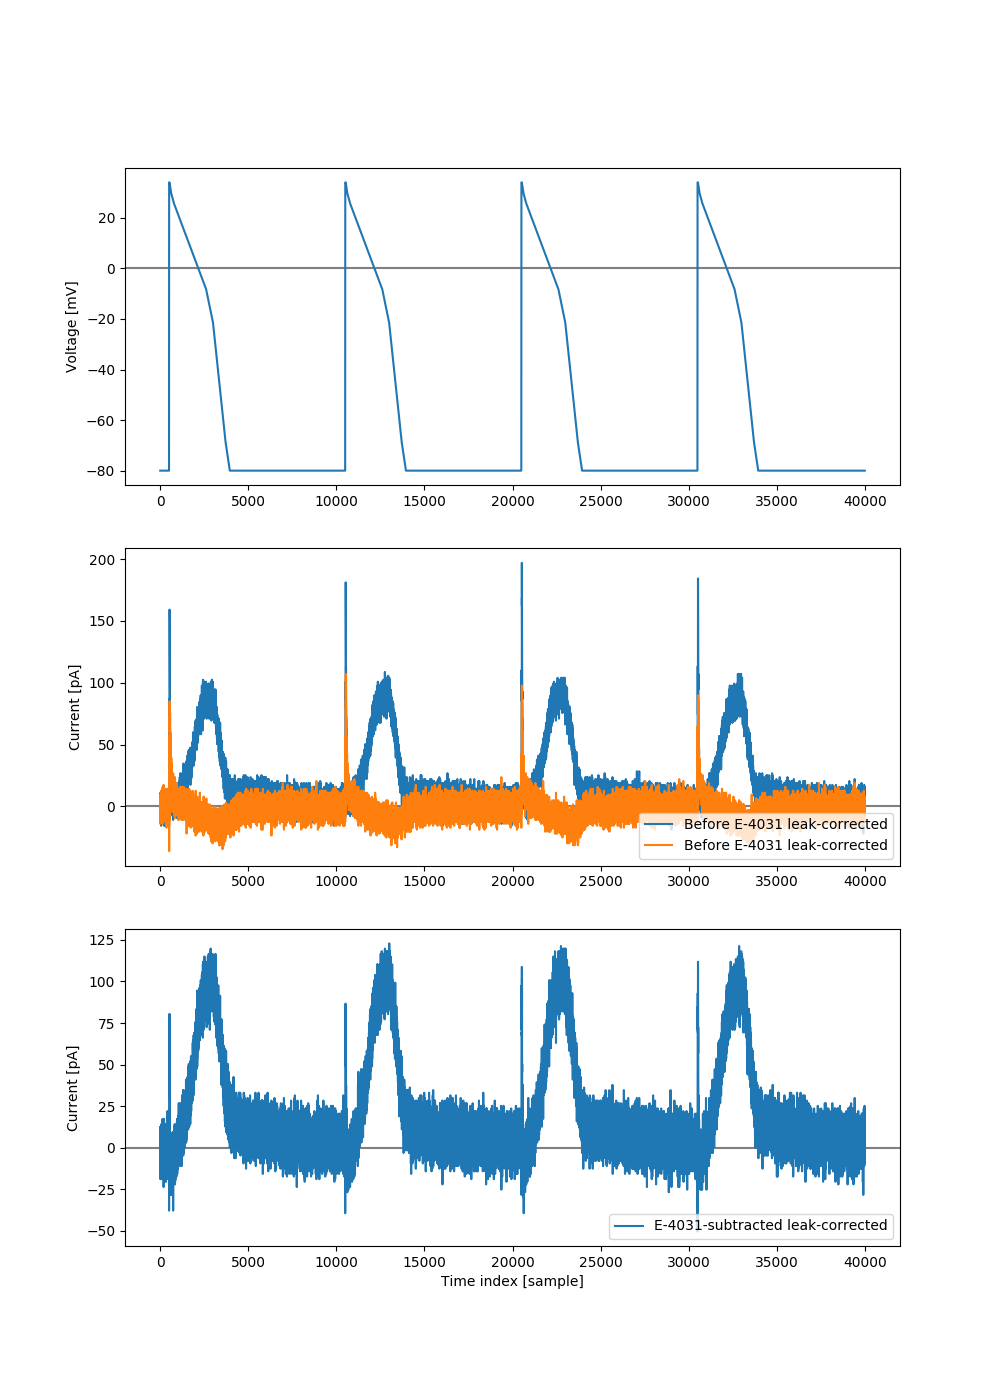 20
0
−20
−40
−60
−80
Voltage [mV]
0 5000 10000 15000 20000 25000 30000 35000 40000
200
150
100
50
0
Current [pA]
Before E-4031 leak-corrected
Before E-4031 leak-corrected
0 5000 10000 15000 20000 25000 30000 35000 40000
125
100
75
50
25
0
−25
−50
Current [pA]
E-4031-subtracted leak-corrected
0 5000 10000 15000 20000 25000 30000 35000 40000
Time index [sample]